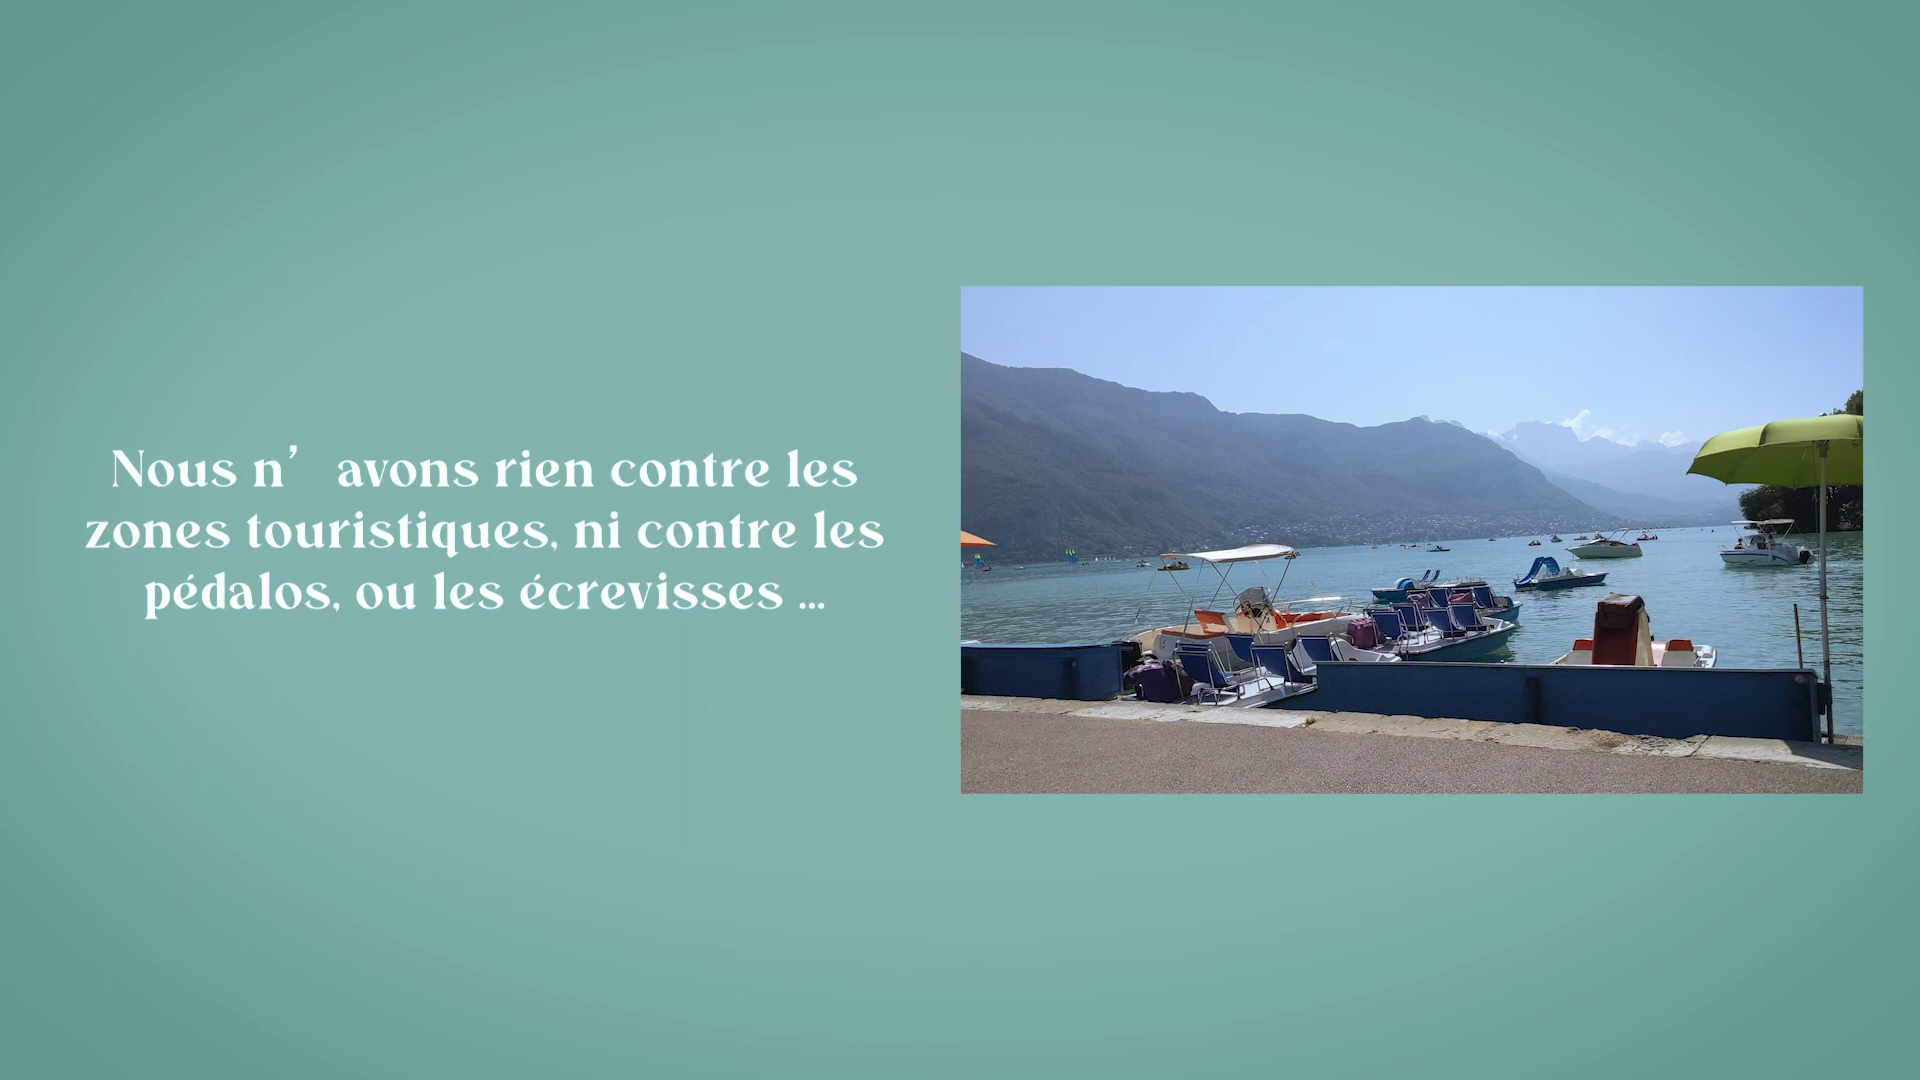 Nous n’ avons rien contre les
zones touristiques, ni contre les
pédalos, ou les écrevisses ...